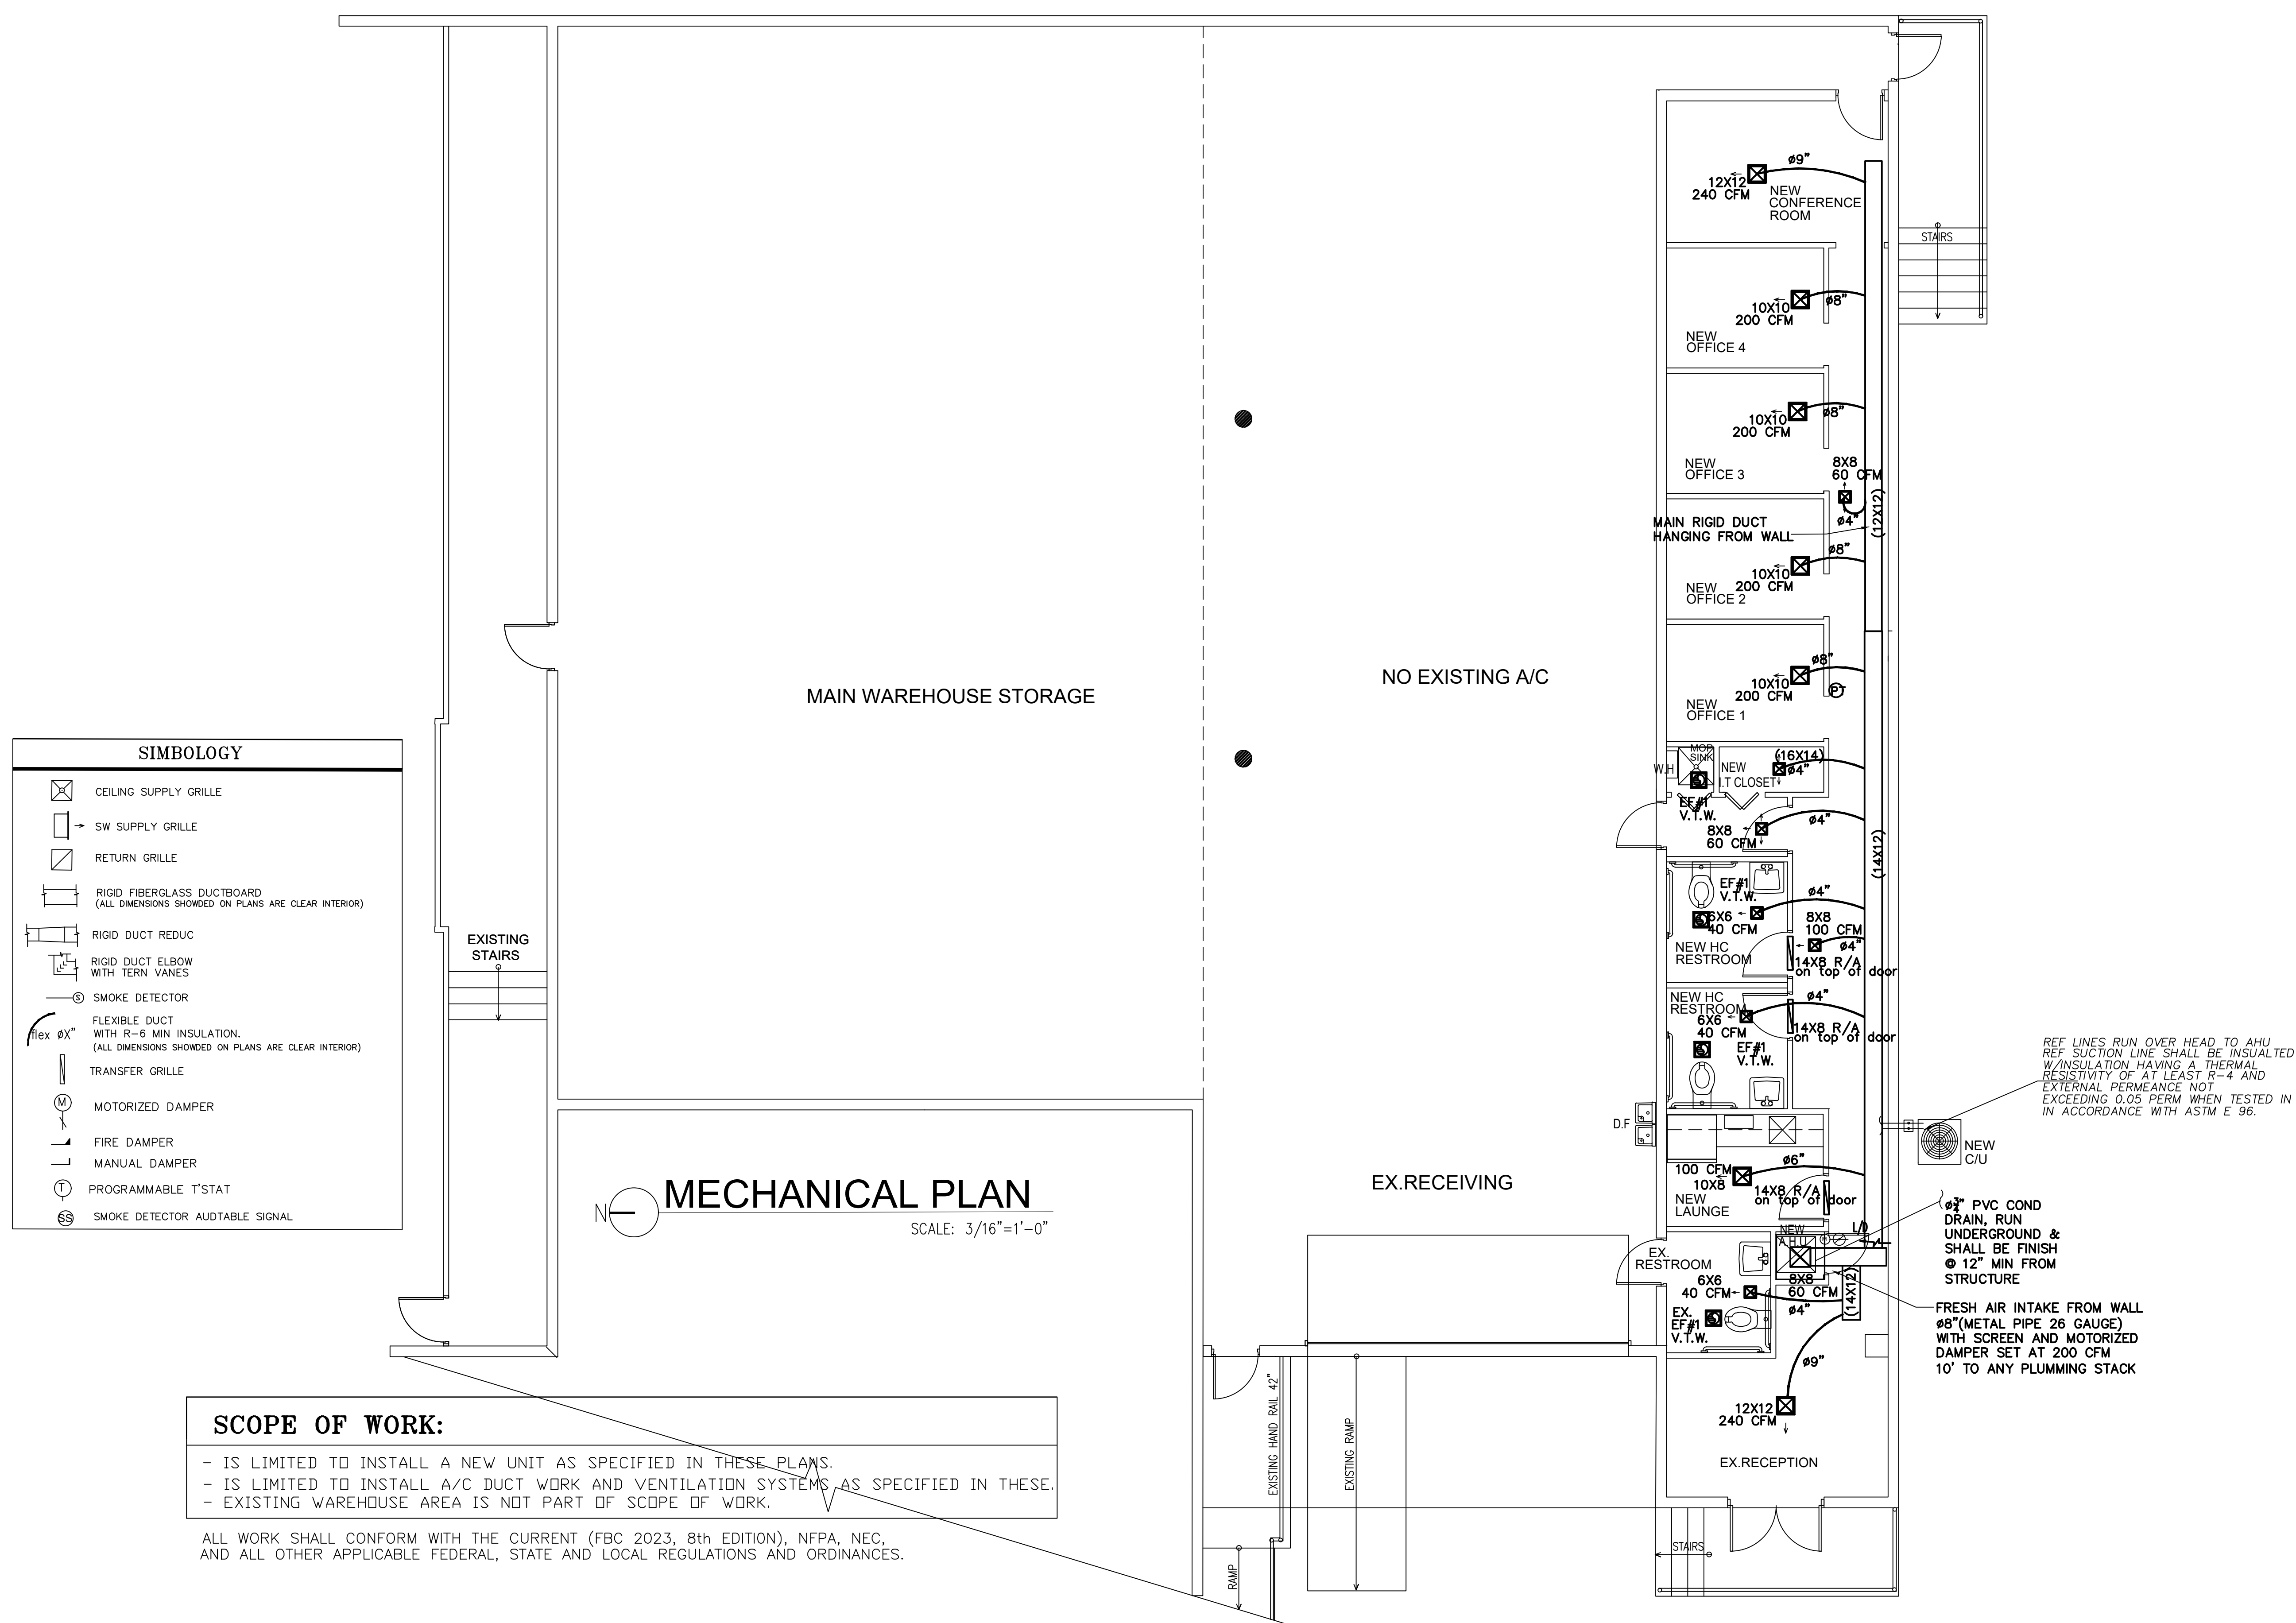 ø9"
12X12
240 CFM
NEW
CONFERENCE
ROOM
STAIRS
10X10
200 CFM
ø8"
NEW
OFFICE 4
10X10
200 CFM
ø8"
NEW
OFFICE 3
8X8
60 CFM
ø4"
(12X12)
MAIN RIGID DUCT
HANGING FROM WALL
ø8"
10X10
200 CFM
NEW
OFFICE 2
ø8"
10X10
200 CFM
PT
NEW
OFFICE 1
MAIN WAREHOUSE STORAGE
NO EXISTING A/C
MOP
SINK
W.H
NEW
I.T CLOSET
(16X14)
ø4"
EF#1
V.T.W.
8X8
60 CFM
ø4"
(14X12)
EF#1
V.T.W.
ø4"
6X6
40 CFM
8X8
100 CFM
ø4"
NEW HC
RESTROOM
14X8 R/A
on top of door
NEW HC
RESTROOM
ø4"
6X6
40 CFM
14X8 R/A
on top of door
EF#1
V.T.W.
D.F
100 CFM
10X8
ø6"
14X8 R/A
on top of door
NEW
LAUNGE
EX.RECEIVING
REF LINES RUN OVER HEAD TO AHU
REF SUCTION LINE SHALL BE INSUALTED
W/INSULATION HAVING A THERMAL
RESISTIVITY OF AT LEAST R-4 AND
EXTERNAL PERMEANCE NOT
EXCEEDING 0.05 PERM WHEN TESTED IN
IN ACCORDANCE WITH ASTM E 96.
NEW
C/U
NEW
A.H.U
L/D
ø3/4" PVC COND
DRAIN, RUN
UNDERGROUND &
SHALL BE FINISH
@ 12" MIN FROM
STRUCTURE
EX.
RESTROOM
6X6
40 CFM
8X8
60 CFM
ø4"
(14X12)
EX.
EF#1
V.T.W.
FRESH AIR INTAKE FROM WALL
ø8"(METAL PIPE 26 GAUGE)
WITH SCREEN AND MOTORIZED
DAMPER SET AT 200 CFM
10' TO ANY PLUMMING STACK
ø9"
12X12
240 CFM
EX.RECEPTION
STAIRS
EXISTING HAND RAIL 42"
EXISTING RAMP
RAMP
EXISTING
STAIRS
SIMBOLOGY
CEILING SUPPLY GRILLE
SW SUPPLY GRILLE
RETURN GRILLE
RIGID FIBERGLASS DUCTBOARD
(ALL DIMENSIONS SHOWDED ON PLANS ARE CLEAR INTERIOR)
RIGID DUCT REDUC
RIGID DUCT ELBOW
WITH TERN VANES
S SMOKE DETECTOR
FLEXIBLE DUCT
flex øX" WITH R-6 MIN INSULATION.
(ALL DIMENSIONS SHOWDED ON PLANS ARE CLEAR INTERIOR)
TRANSFER GRILLE
M MOTORIZED DAMPER
FIRE DAMPER
MANUAL DAMPER
T PROGRAMMABLE T'STAT
SS SMOKE DETECTOR AUDTABLE SIGNAL
N MECHANICAL PLAN
SCALE: 3/16"=1'-0"
SCOPE OF WORK:
- IS LIMITED TO INSTALL A NEW UNIT AS SPECIFIED IN THESE PLANS.
- IS LIMITED TO INSTALL A/C DUCT WORK AND VENTILATION SYSTEMS AS SPECIFIED IN THESE.
- EXISTING WAREHOUSE AREA IS NOT PART OF SCOPE OF WORK.
ALL WORK SHALL CONFORM WITH THE CURRENT (FBC 2023, 8th EDITION), NFPA, NEC,
AND ALL OTHER APPLICABLE FEDERAL, STATE AND LOCAL REGULATIONS AND ORDINANCES.